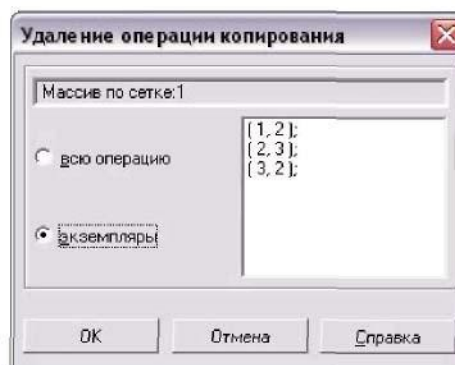 Удаление операции копирования
Массив по сетке:1
всю операцию
экземпляры
( 1, 2 );
( 2, 3 );
( 3, 2 );
OK
Отмена
Справка